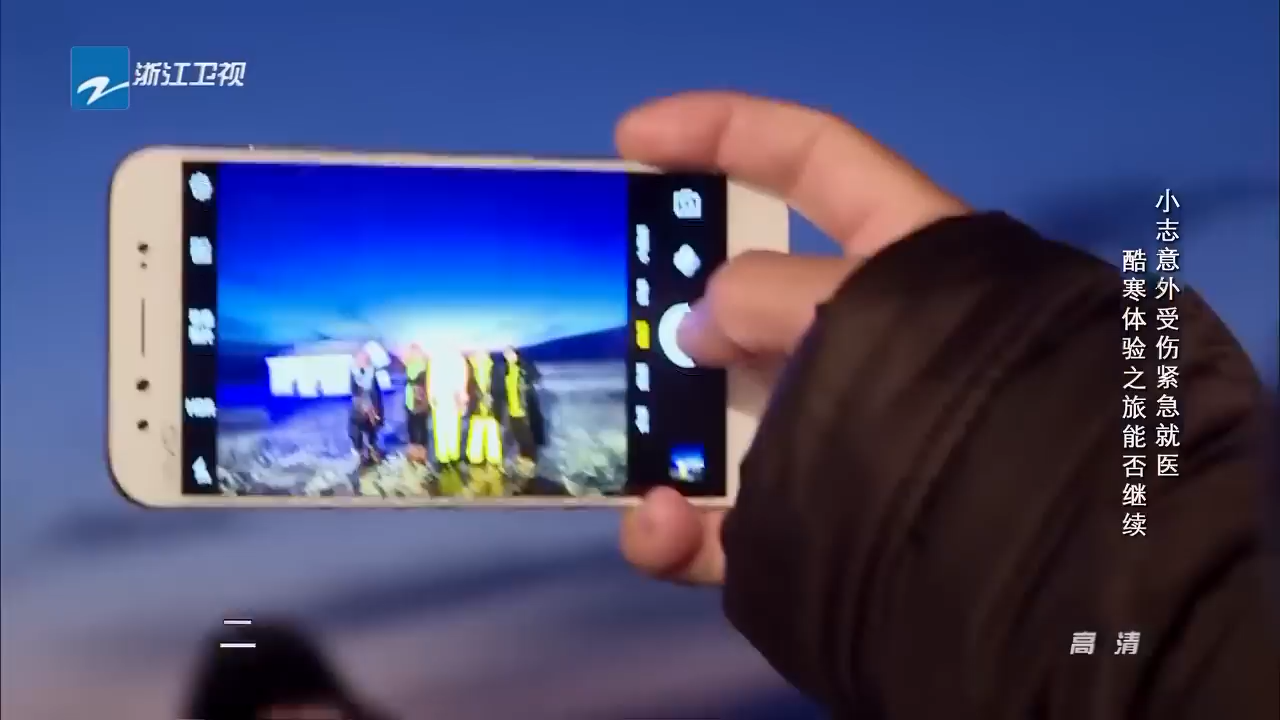 浙江卫视
小志意外受伤紧急就医
酷寒体验之旅能否继续
高清